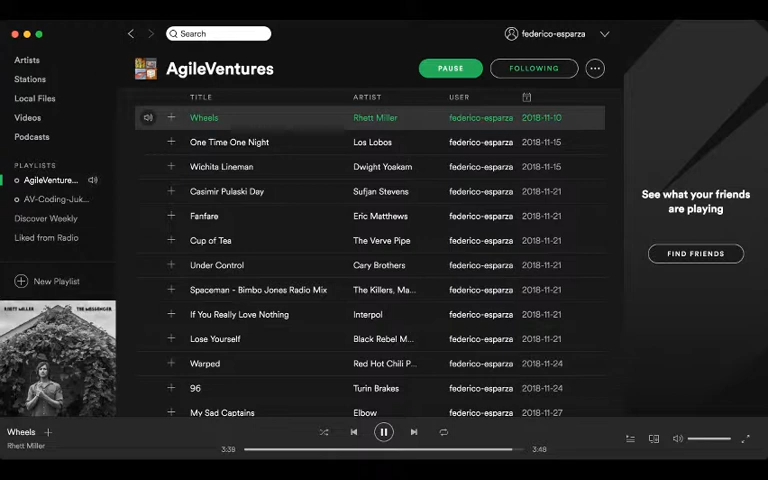 Search
federico-esparza
Artists
Stations
Local Files
Videos
Podcasts
PLAYLISTS
AgileVenture...
AV-Coding-Juk...
Discover Weekly
Liked from Radio
New Playlist
RHETT MILLER THE MESSENGER
AgileVentures
PAUSE
FOLLOWING
TITLE ARTIST USER
Wheels Rhett Miller federico-esparza 2018-11-10
One Time One Night Los Lobos federico-esparza 2018-11-15
Wichita Lineman Dwight Yoakam federico-esparza 2018-11-15
Casimir Pulaski Day Sufjan Stevens federico-esparza 2018-11-21
Fanfare Eric Matthews federico-esparza 2018-11-21
Cup of Tea The Verve Pipe federico-esparza 2018-11-21
Under Control Cary Brothers federico-esparza 2018-11-21
Spaceman - Bimbo Jones Radio Mix The Killers, Ma... federico-esparza 2018-11-21
If You Really Love Nothing Interpol federico-esparza 2018-11-21
Lose Yourself Black Rebel M... federico-esparza 2018-11-21
Warped Red Hot Chili P... federico-esparza 2018-11-24
96 Turin Brakes federico-esparza 2018-11-24
My Sad Captains Elbow federico-esparza 2018-11-27
See what your friends
are playing
FIND FRIENDS
Wheels
Rhett Miller
3:39
3:48